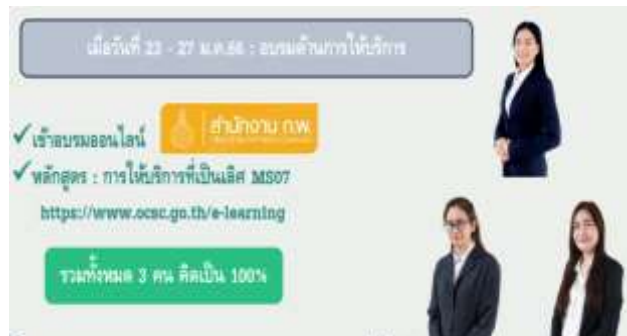 เมื่อวันที่ 23 - 27 ม.ค.66 : อบรมด้านการให้บริการ
✓เข้าอบรมออนไลน์
สำนักงาน ก.พ.
✓หลักสูตร : การให้บริการที่เป็นเลิศ MS07
https://www.ocsc.go.th/e-learning
รวมทั้งหมด 3 คน คิดเป็น 100%